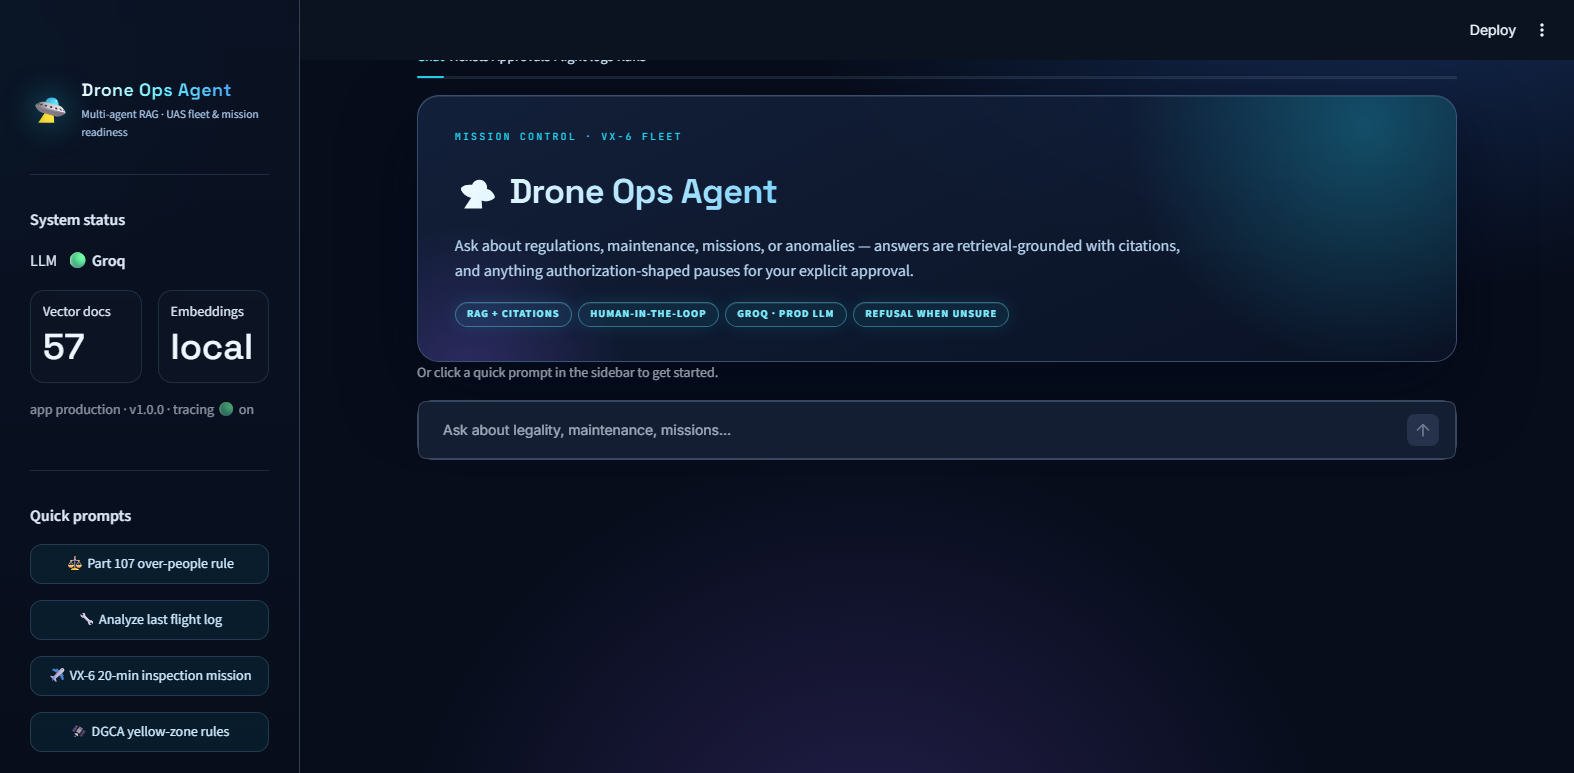 Deploy
Drone Ops Agent
Multi-agent RAG · UAS fleet & mission
readiness
System status
LLM Groq
Vector docs
57
Embeddings
local
app production · v1.0.0 · tracing on
Quick prompts
Part 107 over-people rule
Analyze last flight log
VX-6 20-min inspection mission
DGCA yellow-zone rules
MISSION CONTROL · VX-6 FLEET
Drone Ops Agent
Ask about regulations, maintenance, missions, or anomalies — answers are retrieval-grounded with citations,
and anything authorization-shaped pauses for your explicit approval.
RAG + CITATIONS
HUMAN-IN-THE-LOOP
GROQ · PROD LLM
REFUSAL WHEN UNSURE
Or click a quick prompt in the sidebar to get started.
Ask about legality, maintenance, missions...